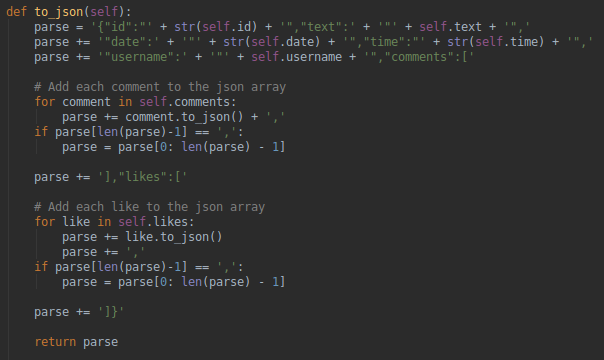 def to_json(self):
    parse = '{"id":"' + str(self.id) + '","text":' + '"' + self.text + '",'
    parse += '"date":' + '"' + str(self.date) + '","time":"' + str(self.time) + '",'
    parse += '"username":' + '"' + self.username + '","comments":['
    # Add each comment to the json array
    for comment in self.comments:
        parse += comment.to_json() + ','
    if parse[len(parse)-1] == ',':
        parse = parse[0: len(parse) - 1]
    parse += '],"likes":['
    # Add each like to the json array
    for like in self.likes:
        parse += like.to_json()
        parse += ','
    if parse[len(parse)-1] == ',':
        parse = parse[0: len(parse) - 1]
    parse += ']}'
    return parse